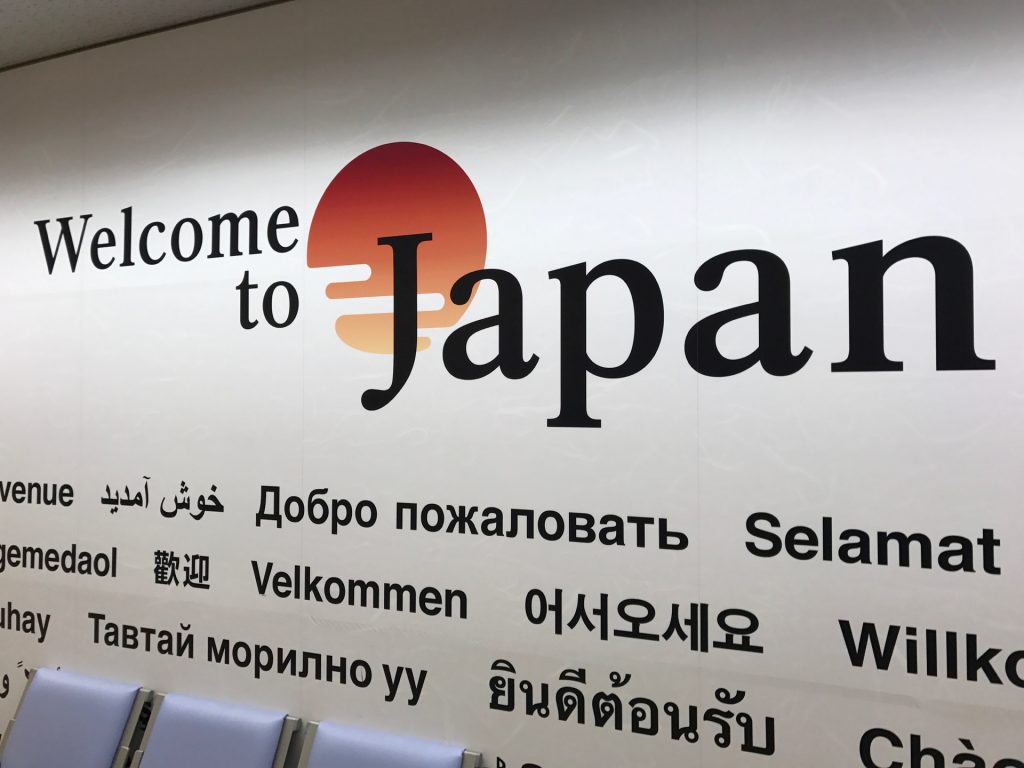 Welcome
to
Japan
venue خوش آمدید Добро пожаловать Selamat
gemedaol 歡迎 Velkommen 어서오세요 Willko
uhay Тавтай морилно уу ยินดีต้อนรับ Chà